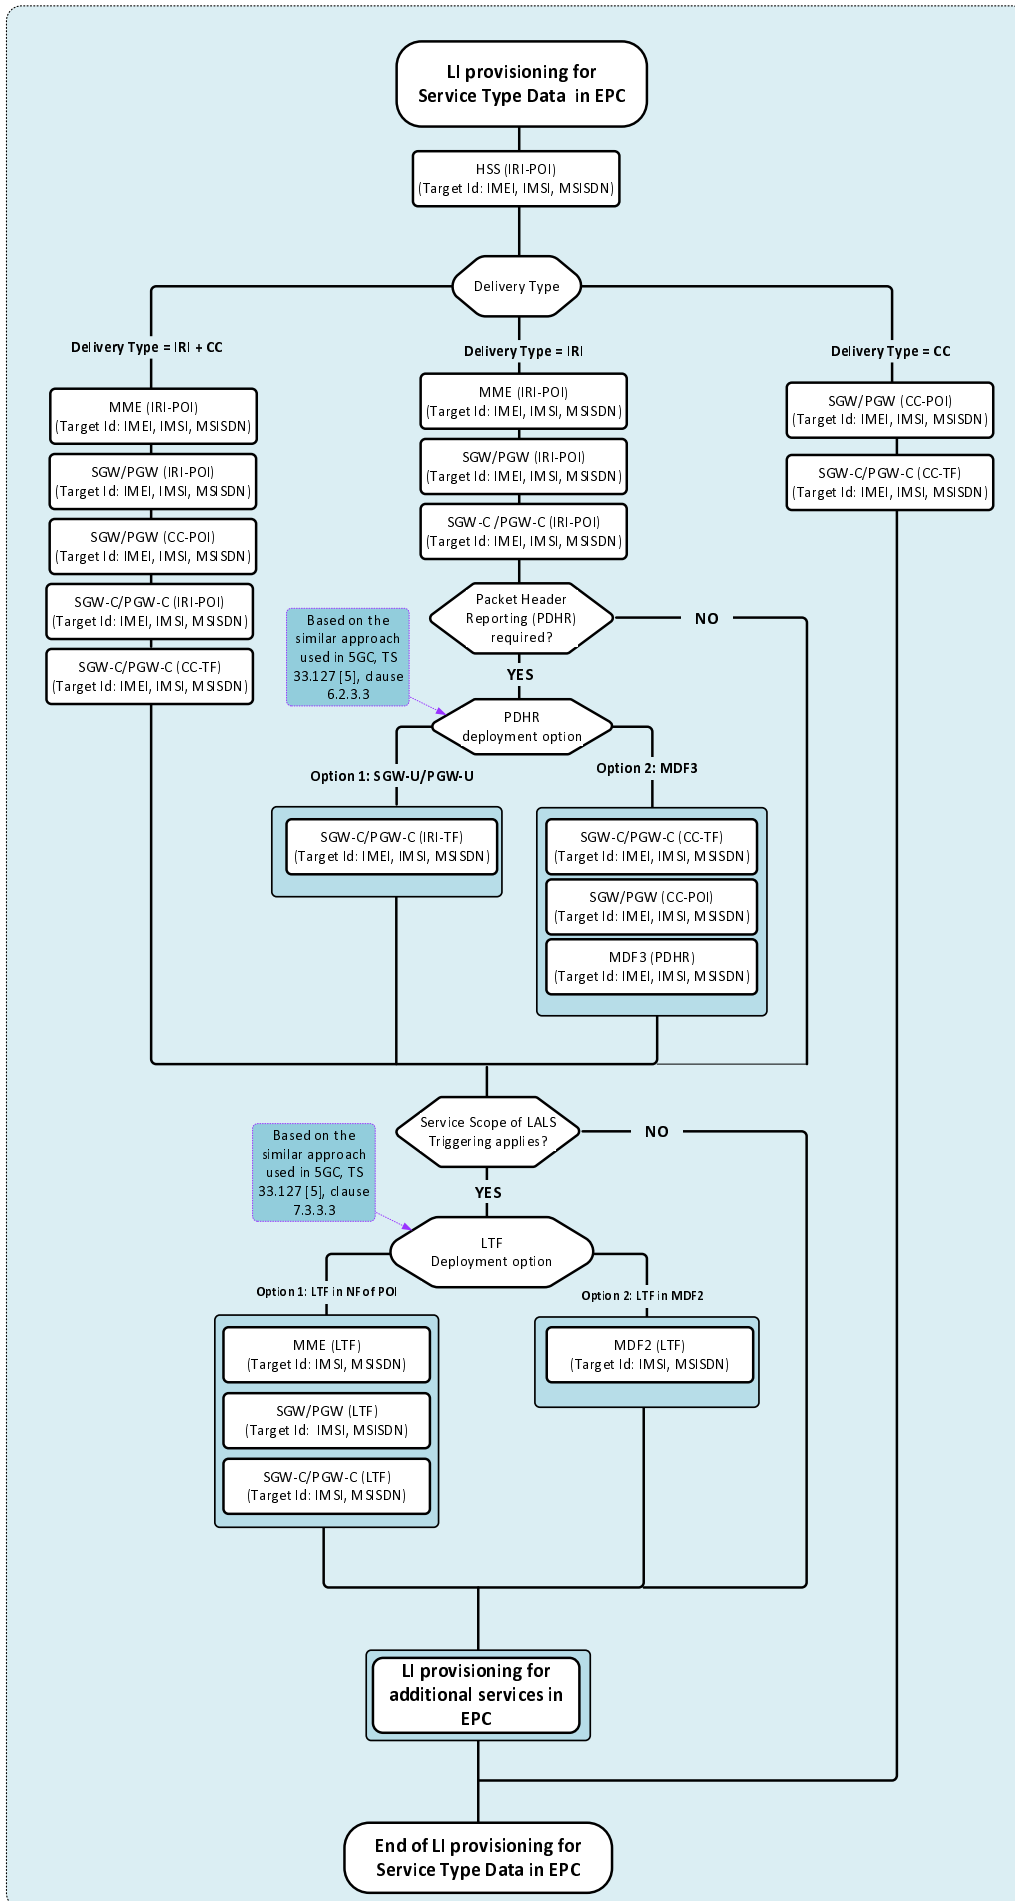 LI provisioning for
Service Type Data in EPC
HSS (IRI-POI)
(Target Id: IMEI, IMSI, MSISDN)
Delivery Type
Delivery Type = IRI + CC
Delivery Type = IRI
Delivery Type = CC
MME (IRI-POI)
(Target Id: IMEI, IMSI, MSISDN)
SGW/PGW (IRI-POI)
(Target Id: IMEI, IMSI, MSISDN)
SGW/PGW (CC-POI)
(Target Id: IMEI, IMSI, MSISDN)
SGW-C/PGW-C (IRI-POI)
(Target Id: IMEI, IMSI, MSISDN)
SGW-C/PGW-C (CC-TF)
(Target Id: IMEI, IMSI, MSISDN)
MME (IRI-POI)
(Target Id: IMEI, IMSI, MSISDN)
SGW/PGW (IRI-POI)
(Target Id: IMEI, IMSI, MSISDN)
SGW-C /PGW-C (IRI-POI)
(Target Id: IMEI, IMSI, MSISDN)
SGW/PGW (CC-POI)
(Target Id: IMEI, IMSI, MSISDN)
SGW-C/PGW-C (CC-TF)
(Target Id: IMEI, IMSI, MSISDN)
Packet Header
Reporting (PDHR)
required?
NO
YES
Based on the
similar approach
used in 5GC, TS
33.127 [5], clause
6.2.3.3
PDHR
deployment option
Option 1: SGW-U/PGW-U
Option 2: MDF3
SGW-C/PGW-C (IRI-TF)
(Target Id: IMEI, IMSI, MSISDN)
SGW-C/PGW-C (CC-TF)
(Target Id: IMEI, IMSI, MSISDN)
SGW/PGW (CC-POI)
(Target Id: IMEI, IMSI, MSISDN)
MDF3 (PDHR)
(Target Id: IMEI, IMSI, MSISDN)
Service Scope of LALS
Triggering applies?
NO
YES
Based on the
similar approach
used in 5GC, TS
33.127 [5], clause
7.3.3.3
LTF
Deployment option
Option 1: LTF in NF of POI
Option 2: LTF in MDF2
MME (LTF)
(Target Id: IMSI, MSISDN)
SGW/PGW (LTF)
(Target Id: IMSI, MSISDN)
SGW-C/PGW-C (LTF)
(Target Id: IMSI, MSISDN)
MDF2 (LTF)
(Target Id: IMSI, MSISDN)
LI provisioning for
additional services in
EPC
End of LI provisioning for
Service Type Data in EPC